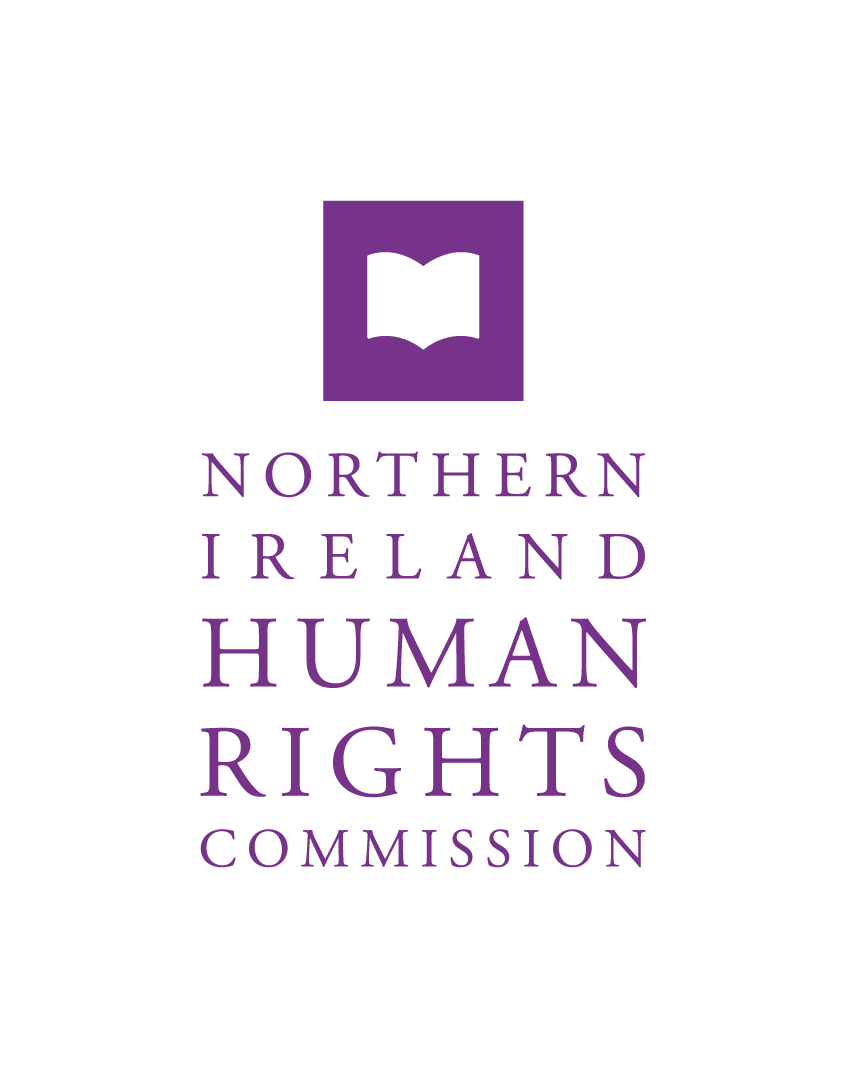 NORTHERN
IRELAND
HUMAN
RIGHTS
COMMISSION